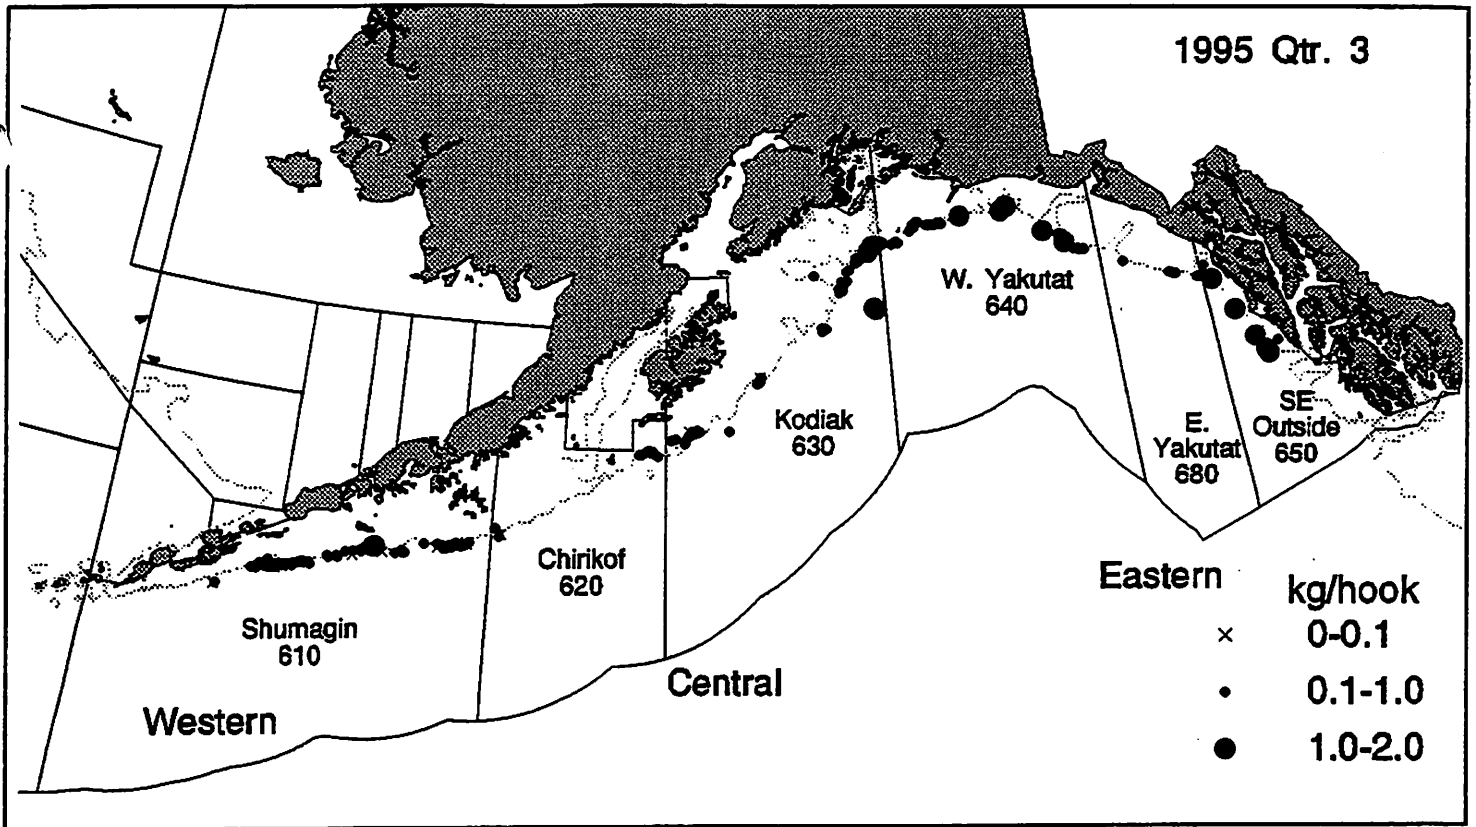 1995 Qtr. 3
W. Yakutat
640
Kodiak
630
E.
Yakutat
680
SE
Outside
650
Chirikof
620
Shumagin
610
Eastern
Central
Western
kg/hook
× 0-0.1
• 0.1-1.0
● 1.0-2.0